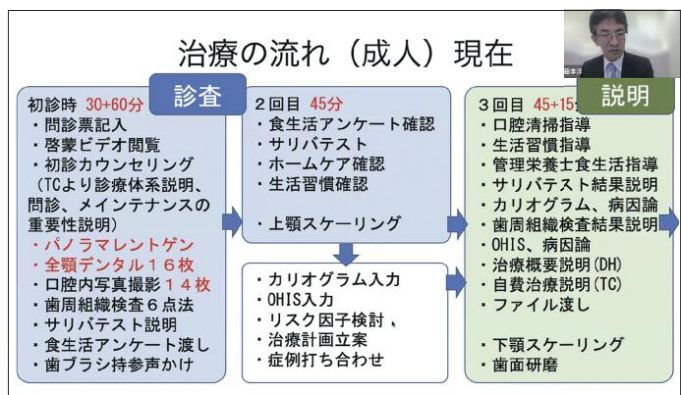 治療の流れ（成人）現在
診査
初診時 30+60分
・問診票記入
・啓蒙ビデオ閲覧
・初診カウンセリング
（TCより診療体系説明、
問診、メインテナンスの
重要性説明）
・パノラマレントゲン
・全顎デンタル１６枚
・口腔内写真撮影１４枚
・歯周組織検査６点法
・サリバテスト説明
・食生活アンケート渡し
・歯ブラシ持参声かけ
２回目 45分
・食生活アンケート確認
・サリバテスト
・ホームケア確認
・生活習慣確認
・上顎スケーリング
・カリオグラム入力
・OHIS入力
・リスク因子検討、
・治療計画立案
・症例打ち合わせ
説明
３回目 45+15
・口腔清掃指導
・生活習慣指導
・管理栄養士食生活指導
・サリバテスト結果説明
・カリオグラム、病因論
・歯周組織検査結果説明
・OHIS、病因論
・治療概要説明(DH)
・自費治療説明(TC)
・ファイル渡し
・下顎スケーリング
・歯面研磨